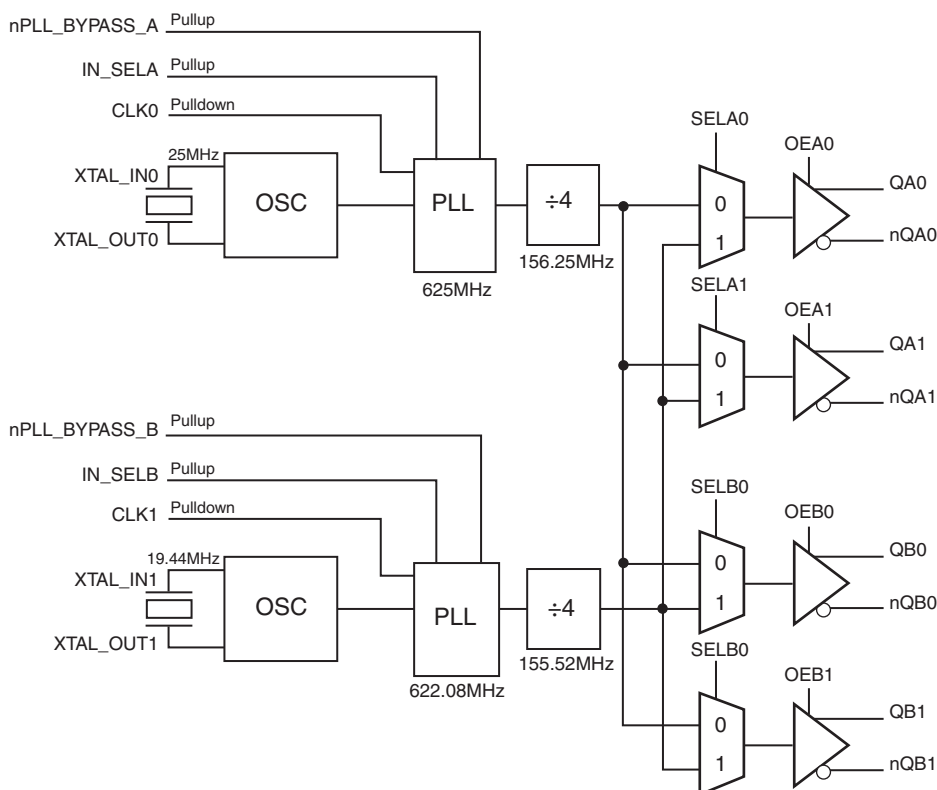 nPLL_BYPASS_A Pullup
IN_SELA Pullup
CLK0 Pulldown
SELA0
OEA0
25MHz
XTAL_IN0
OSC
PLL
÷4
0
1
QA0
nQA0
XTAL_OUT0
156.25MHz
625MHz
SELA1
OEA1
0
1
QA1
nQA1
nPLL_BYPASS_B Pullup
IN_SELB Pullup
CLK1 Pulldown
SELB0
OEB0
19.44MHz
XTAL_IN1
OSC
PLL
÷4
0
1
QB0
nQB0
XTAL_OUT1
155.52MHz
622.08MHz
SELB0
OEB1
0
1
QB1
nQB1